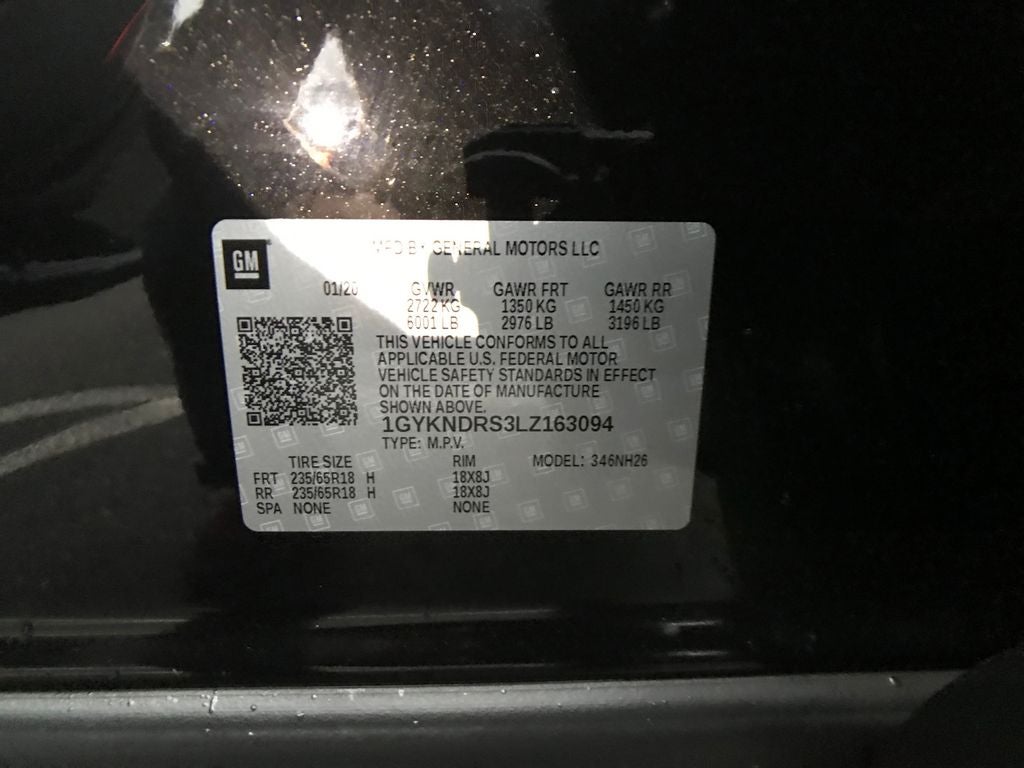 GM
MFD BY GENERAL MOTORS LLC
01/20 GVWR GAWR FRT GAWR RR
2722 KG 1350 KG 1450 KG
6001 LB 2976 LB 3196 LB
THIS VEHICLE CONFORMS TO ALL
APPLICABLE U.S. FEDERAL MOTOR
VEHICLE SAFETY STANDARDS IN EFFECT
ON THE DATE OF MANUFACTURE
SHOWN ABOVE.
1GYKNDRS3LZ163094
TYPE: M.P.V.
TIRE SIZE RIM MODEL: 346NH26
FRT 235/65R18 H 18X8J
RR 235/65R18 H 18X8J
SPA NONE NONE